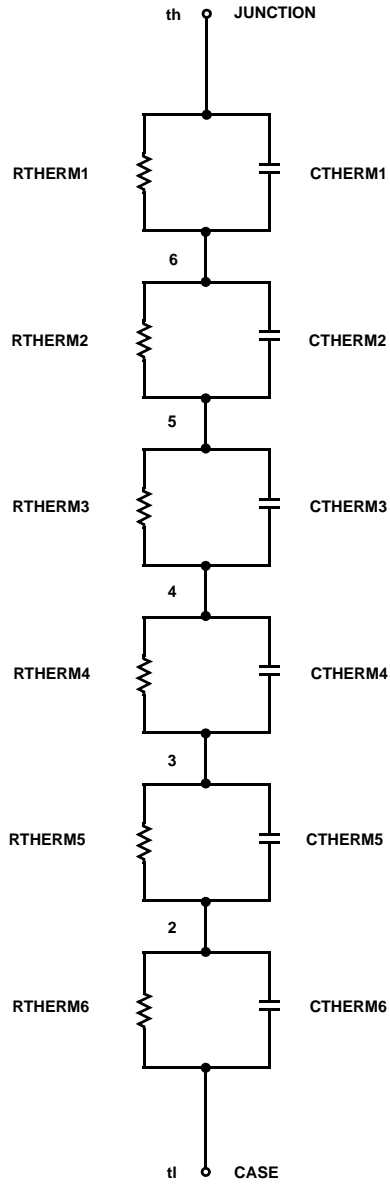 th JUNCTION
RTHERM1 CTHERM1
6
RTHERM2 CTHERM2
5
RTHERM3 CTHERM3
4
RTHERM4 CTHERM4
3
RTHERM5 CTHERM5
2
RTHERM6 CTHERM6
tl CASE